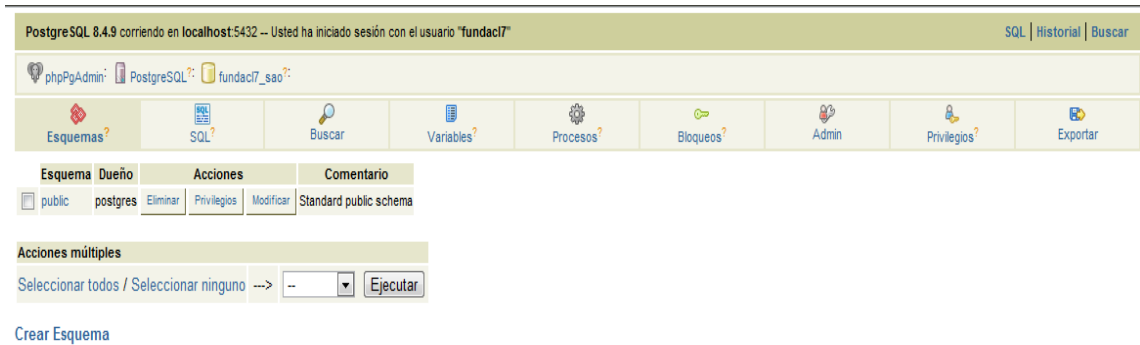 PostgreSQL 8.4.9 corriendo en localhost:5432 -- Usted ha iniciado sesión con el usuario "fundacl7" SQL | Historial | Buscar
phpPgAdmin: PostgreSQL?: fundacl7_sao?:
Esquemas? SQL? Buscar Variables? Procesos? Bloqueos? Admin Privilegios? Exportar
Esquema Dueño Acciones Comentario
public postgres Eliminar Privilegios Modificar Standard public schema
Acciones múltiples
Seleccionar todos / Seleccionar ninguno ---> -- Ejecutar
Crear Esquema